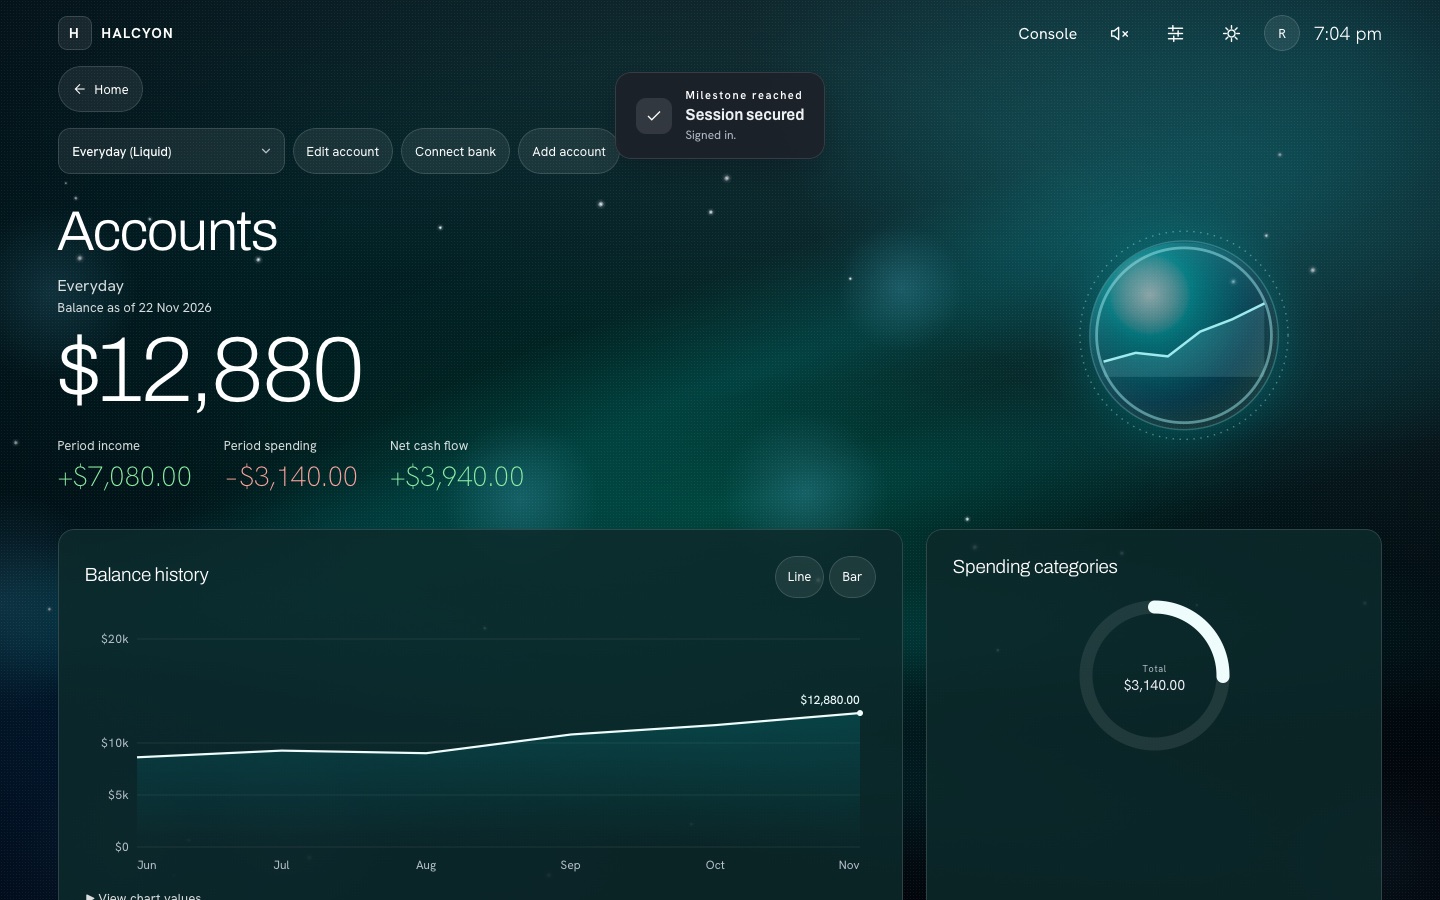 H HALCYON
Console
R 7:04 pm
Home
Milestone reached
Session secured
Signed in.
Everyday (Liquid)
Edit account
Connect bank
Add account
Accounts
Everyday
Balance as of 22 Nov 2026
$12,880
Period income
+$7,080.00
Period spending
−$3,140.00
Net cash flow
+$3,940.00
Balance history
Line
Bar
$20k
$12,880.00
$10k
$5k
$0
Jun Jul Aug Sep Oct Nov
View chart values
Spending categories
Total
$3,140.00